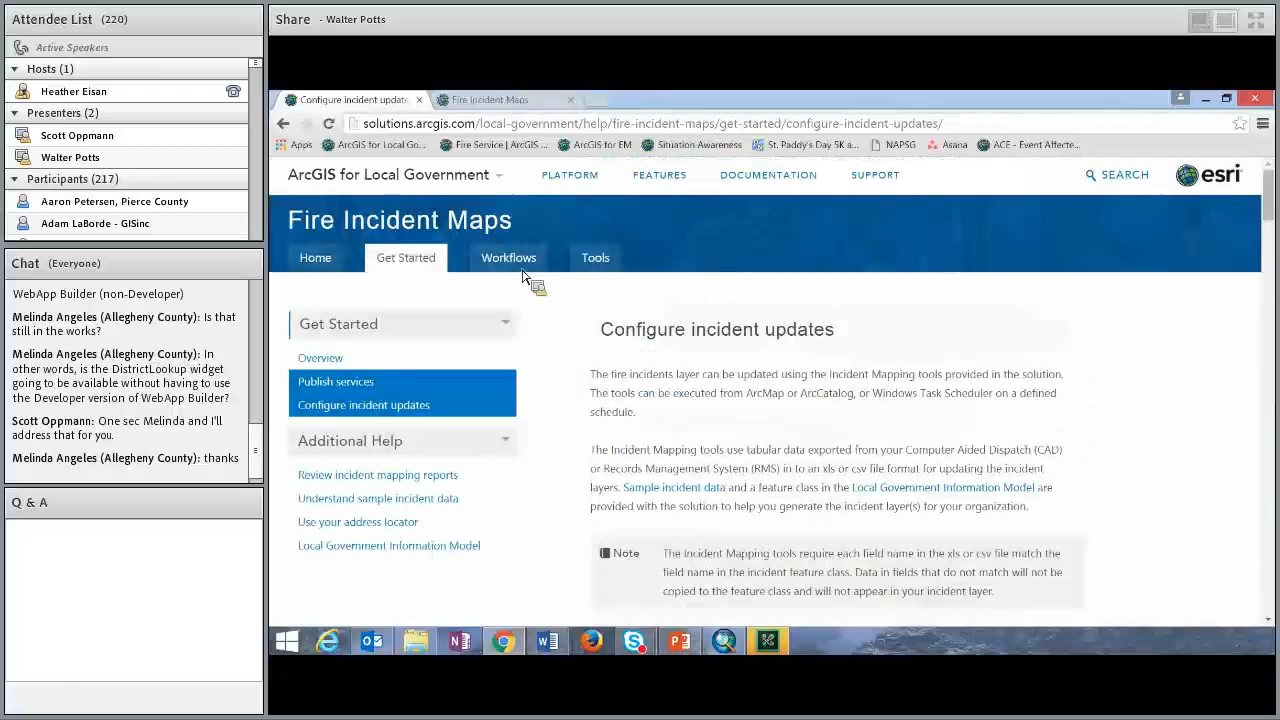 Attendee List (220)
Active Speakers
Hosts (1)
Heather Eisan
Presenters (2)
Scott Oppmann
Walter Potts
Participants (217)
Aaron Petersen, Pierce County
Adam LaBorde - GISinc
Chat (Everyone)
WebApp Builder (non-Developer)
Melinda Angeles (Allegheny County): Is that
still in the works?
Melinda Angeles (Allegheny County): In
other words, is the DistrictLookup widget
going to be available without having to use
the Developer version of WebApp Builder?
Scott Oppmann: One sec Melinda and I'll
address that for you.
Melinda Angeles (Allegheny County): thanks
Q & A
Share - Walter Potts
Configure incident updat
Fire Incident Maps
solutions.arcgis.com/local-government/help/fire-incident-maps/get-started/configure-incident-updates/
Apps
ArcGIS for Local Go...
Fire Service | ArcGIS ...
ArcGIS for EM
Situation Awareness
St. Paddy's Day 5K a...
NAPSG
Asana
ACE - Event Affecte...
ArcGIS for Local Government
PLATFORM
FEATURES
DOCUMENTATION
SUPPORT
SEARCH
esri
Fire Incident Maps
Home
Get Started
Workflows
Tools
Get Started
Overview
Publish services
Configure incident updates
Additional Help
Review incident mapping reports
Understand sample incident data
Use your address locator
Local Government Information Model
Configure incident updates
The fire incidents layer can be updated using the Incident Mapping tools provided in the solution.
The tools can be executed from ArcMap or ArcCatalog, or Windows Task Scheduler on a defined
schedule.
The Incident Mapping tools use tabular data exported from your Computer Aided Dispatch (CAD)
or Records Management System (RMS) in to an xls or csv file format for updating the incident
layers. Sample incident data and a feature class in the Local Government Information Model are
provided with the solution to help you generate the incident layer(s) for your organization.
Note
The Incident Mapping tools require each field name in the xls or csv file match the
field name in the incident feature class. Data in fields that do not match will not be
copied to the feature class and will not appear in your incident layer.